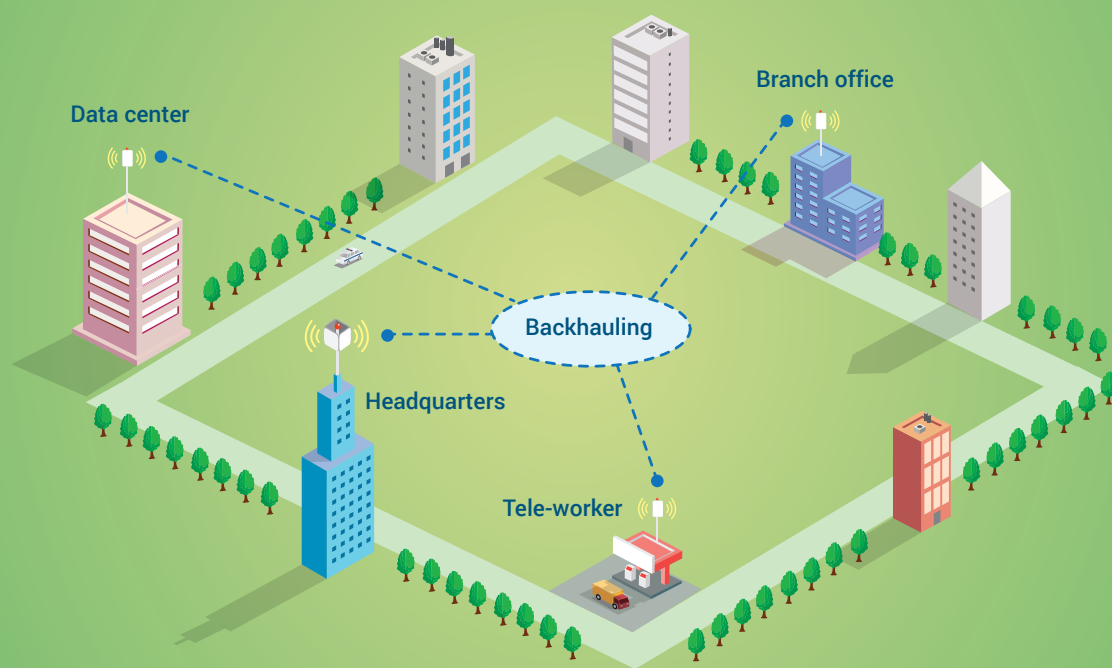 Data center
Branch office
Backhauling
Headquarters
Tele-worker